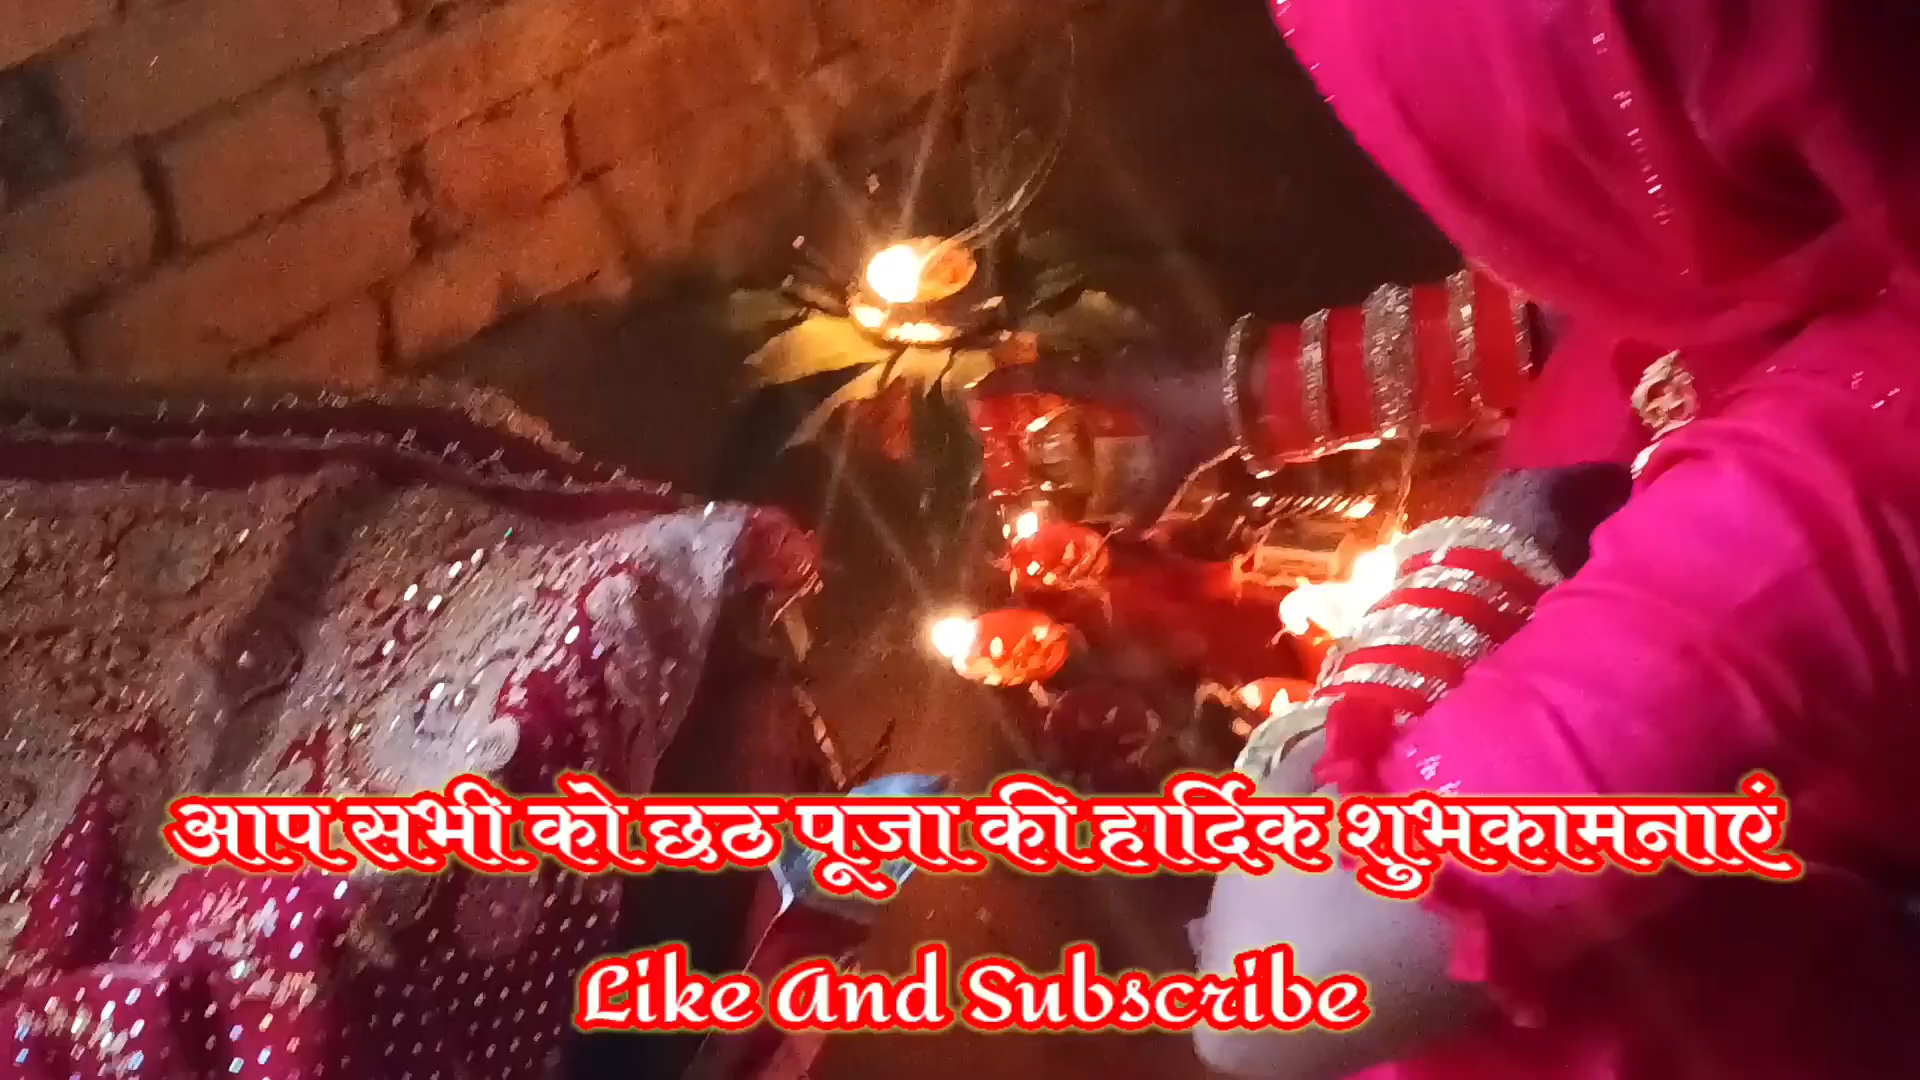 आप सभी को छठ पूजा की हार्दिक शुभकामनाएं
Like And Subscribe